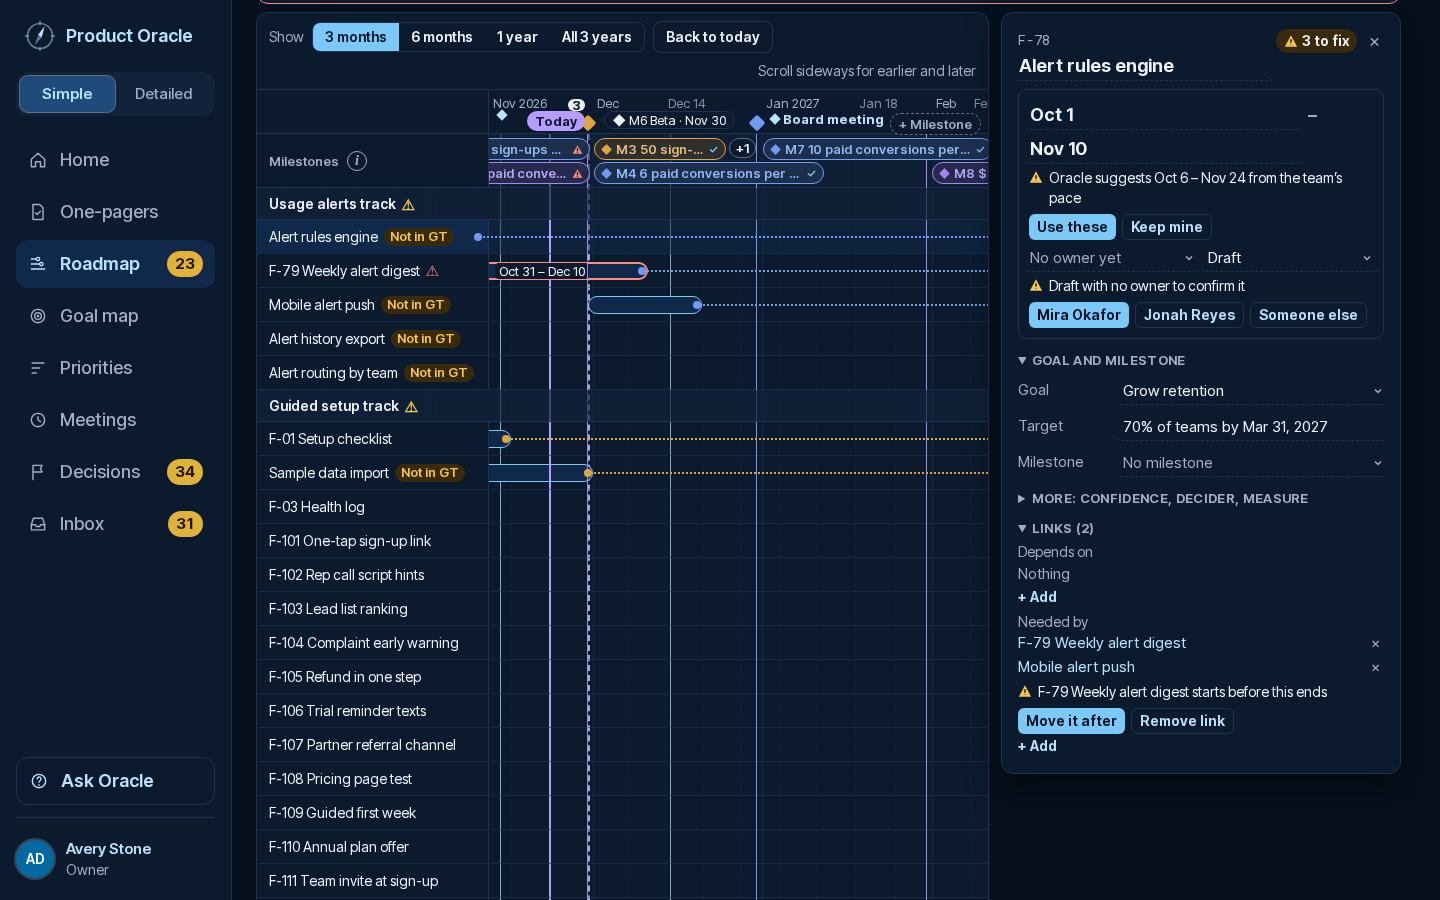 Product Oracle
Simple
Detailed
Home
One-pagers
Roadmap 23
Goal map
Priorities
Meetings
Decisions 34
Inbox 31
Ask Oracle
AD
Avery Stone
Owner
Show
3 months
6 months
1 year
All 3 years
Back to today
Scroll sideways for earlier and later
Nov 2026
3
Dec
Dec 14
Jan 2027
Jan 18
Feb
Fe
Today
M6 Beta · Nov 30
Board meeting
+ Milestone
Milestones i
sign-ups ...
M3 50 sign-...
+1
M7 10 paid conversions per...
paid conve...
M4 6 paid conversions per ...
M8 $
Usage alerts track
Alert rules engine Not in GT
F-79 Weekly alert digest
Oct 31 – Dec 10
Mobile alert push Not in GT
Alert history export Not in GT
Alert routing by team Not in GT
Guided setup track
F-01 Setup checklist
Sample data import Not in GT
F-03 Health log
F-101 One-tap sign-up link
F-102 Rep call script hints
F-103 Lead list ranking
F-104 Complaint early warning
F-105 Refund in one step
F-106 Trial reminder texts
F-107 Partner referral channel
F-108 Pricing page test
F-109 Guided first week
F-110 Annual plan offer
F-111 Team invite at sign-up
F-78
3 to fix ×
Alert rules engine
Oct 1 –
Nov 10
Oracle suggests Oct 6 – Nov 24 from the team's
pace
Use these
Keep mine
No owner yet
Draft
Draft with no owner to confirm it
Mira Okafor
Jonah Reyes
Someone else
GOAL AND MILESTONE
Goal
Grow retention
Target
70% of teams by Mar 31, 2027
Milestone
No milestone
MORE: CONFIDENCE, DECIDER, MEASURE
LINKS (2)
Depends on
Nothing
+ Add
Needed by
F-79 Weekly alert digest ×
Mobile alert push ×
F-79 Weekly alert digest starts before this ends
Move it after
Remove link
+ Add